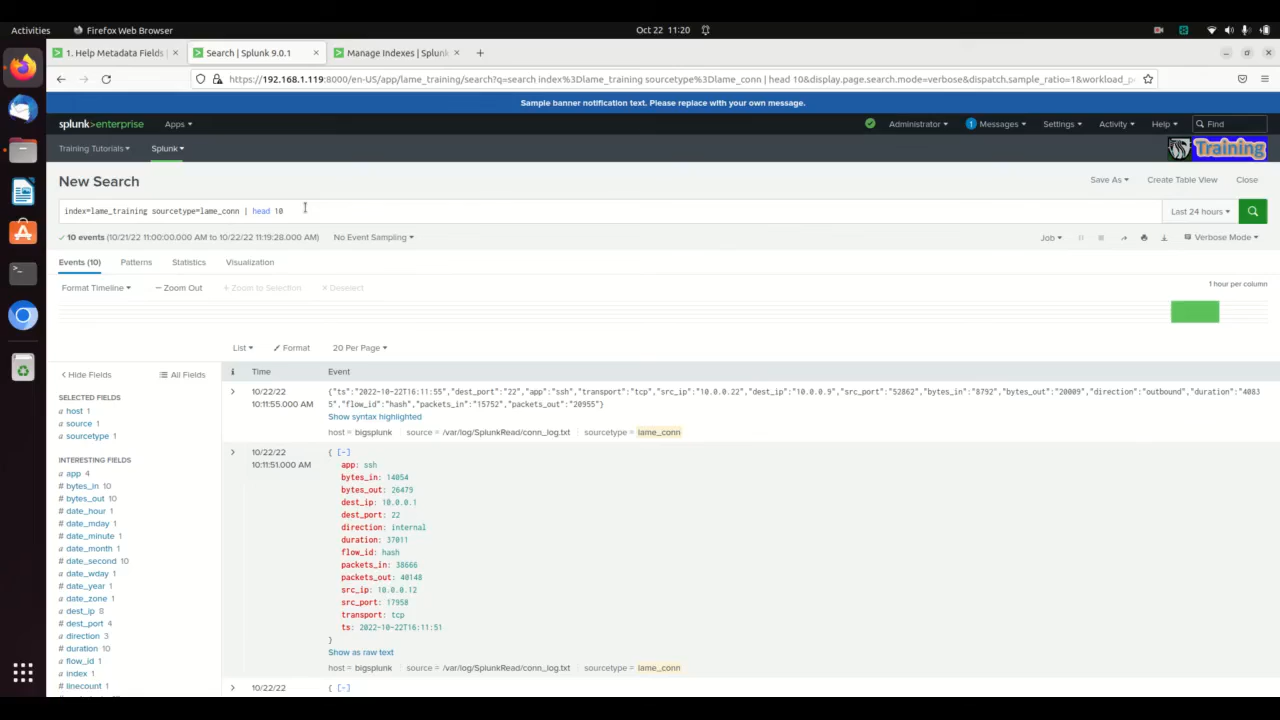 Activities Firefox Web Browser Oct 22 11:20
1. Help Metadata Fields Search | Splunk 9.0.1 Manage Indexes | Splunk
192.168.1.119:8000/en-US/app/lame_training/search?q=search index%3Dlame_training sourcetype%3Dlame_conn | head 10&display.page.search.mode=verbose&dispatch.sample_ratio=1&workload_p
Sample banner notification text. Please replace with your own message.
splunk>enterprise Apps Administrator 1 Messages Settings Activity Help Find
Training Tutorials Splunk Training
New Search Save As Create Table View Close
index=lame_training sourcetype=lame_conn | head 10 Last 24 hours
10 events (10/21/22 11:00:00.000 AM to 10/22/22 11:19:28.000 AM) No Event Sampling Job Verbose Mode
Events (10) Patterns Statistics Visualization
Format Timeline − Zoom Out + Zoom to Selection × Deselect 1 hour per column
List Format 20 Per Page
< Hide Fields All Fields i Time Event
SELECTED FIELDS
a host 1
a source 1
a sourcetype 1
INTERESTING FIELDS
a app 4
# bytes_in 10
# bytes_out 10
# date_hour 1
# date_mday 1
# date_minute 1
a date_month 1
# date_second 10
a date_wday 1
# date_year 1
a date_zone 1
a dest_ip 8
# dest_port 4
a direction 3
# duration 10
a flow_id 1
a index 1
# linecount 1
> 10/22/22 {"ts":"2022-10-22T16:11:55","dest_port":"22","app":"ssh","transport":"tcp","src_ip":"10.0.0.22","dest_ip":"10.0.0.9","src_port":"52862","bytes_in":"8792","bytes_out":"20009","direction":"outbound","duration":"4083
10:11:55.000 AM 5","flow_id":"hash","packets_in":"15752","packets_out":"20955"}
Show syntax highlighted
host = bigsplunk source = /var/log/SplunkRead/conn_log.txt sourcetype = lame_conn
> 10/22/22 { [-]
10:11:51.000 AM app: ssh
bytes_in: 14054
bytes_out: 26479
dest_ip: 10.0.0.1
dest_port: 22
direction: internal
duration: 37011
flow_id: hash
packets_in: 38666
packets_out: 40148
src_ip: 10.0.0.12
src_port: 17958
transport: tcp
ts: 2022-10-22T16:11:51
}
Show as raw text
host = bigsplunk source = /var/log/SplunkRead/conn_log.txt sourcetype = lame_conn
> 10/22/22 { [-]